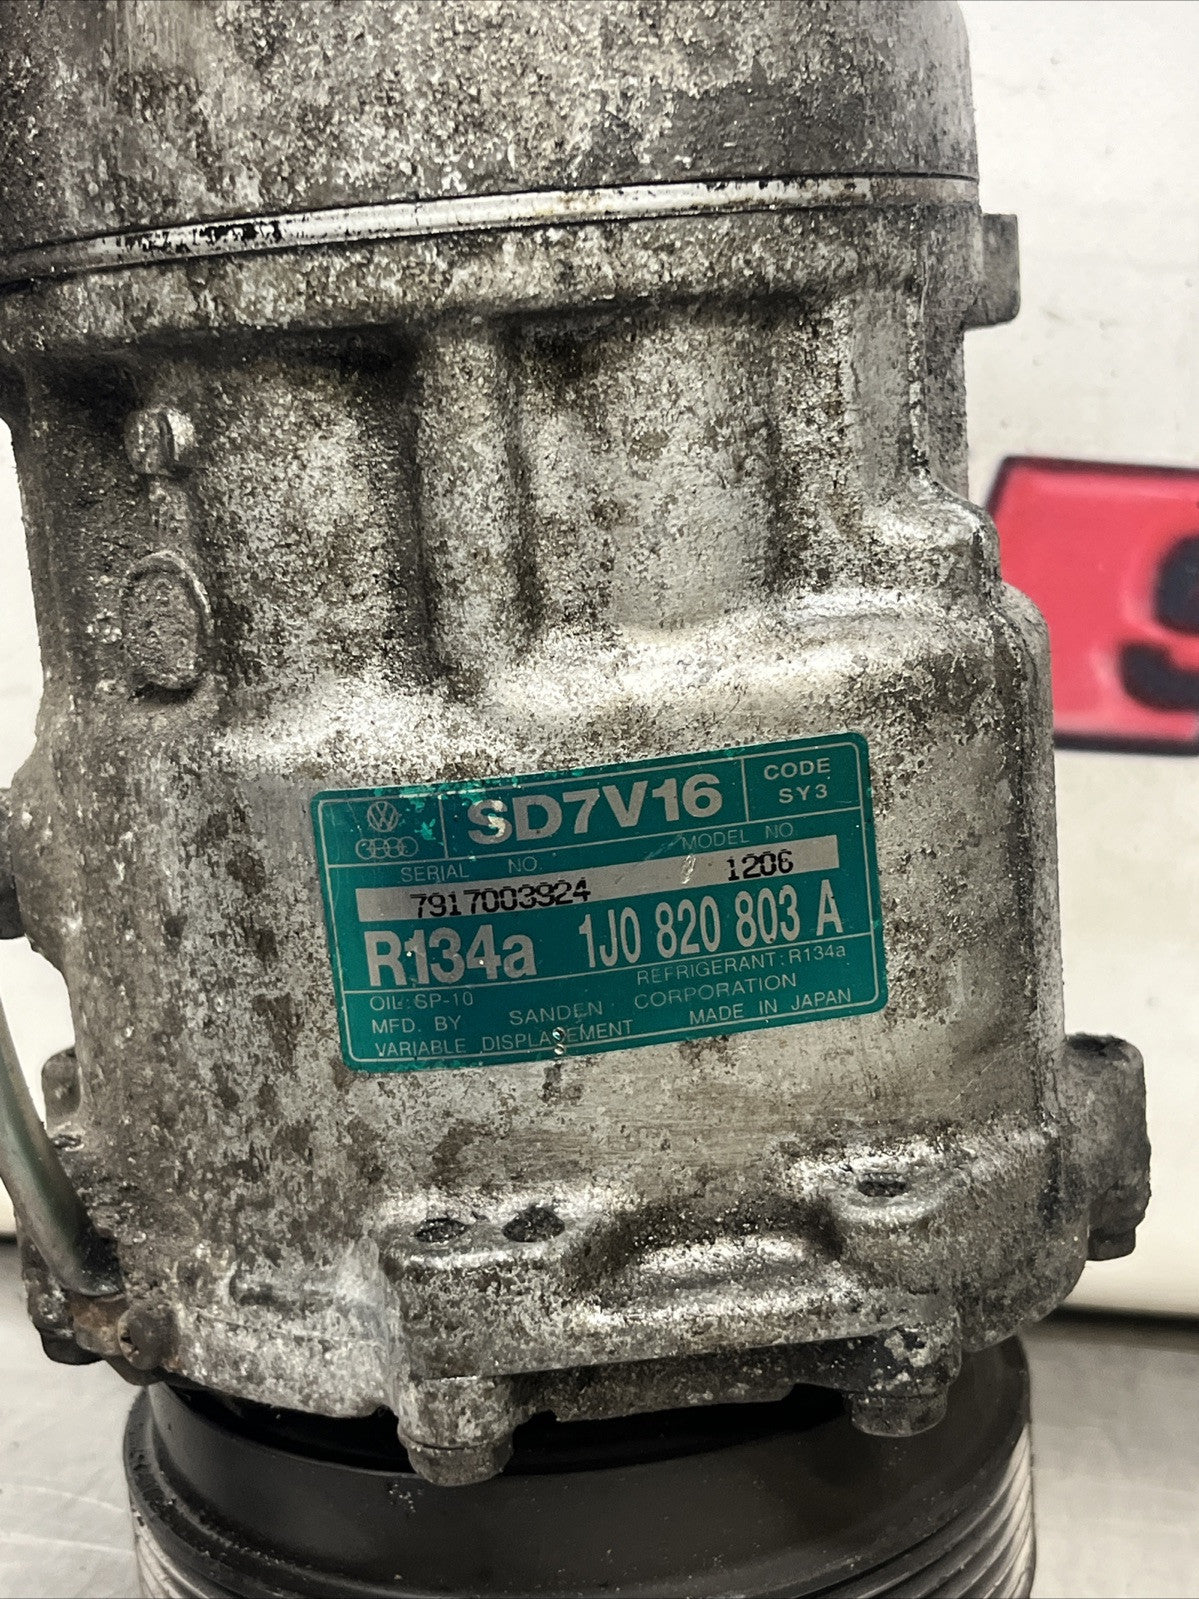 SD7V16
CODE
SY3
SERIAL NO
MODEL NO
7917003924
1206
R134a
1J0 820 803 A
OIL: SP-10
REFRIGERANT: R134a
MFD. BY SANDEN CORPORATION
VARIABLE DISPLACEMENT
MADE IN JAPAN